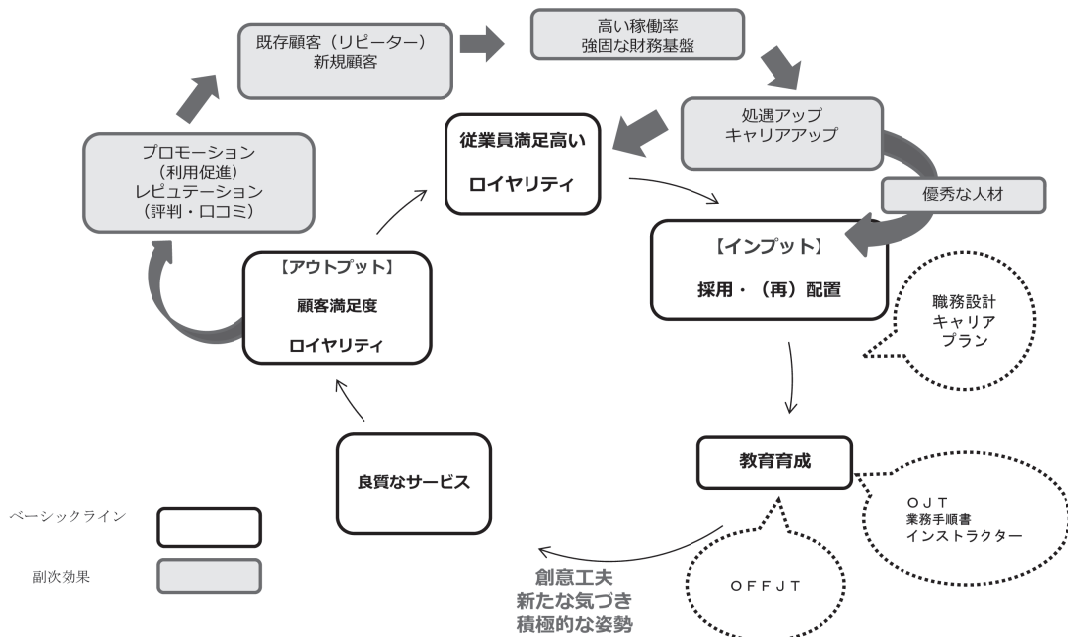 既存顧客（リピーター）
新規顧客
高い稼働率
強固な財務基盤
処遇アップ
キャリアアップ
優秀な人材
プロモーション
（利用促進）
レピュテーション
（評判・口コミ）
従業員満足高い
ロイヤリティ
【インプット】
採用・（再）配置
職務設計
キャリア
プラン
【アウトプット】
顧客満足度
ロイヤリティ
教育育成
ＯＪＴ
業務手順書
インストラクター
ＯＦＦＪＴ
創意工夫
新たな気づき
積極的な姿勢
良質なサービス
ベーシックライン
副次効果